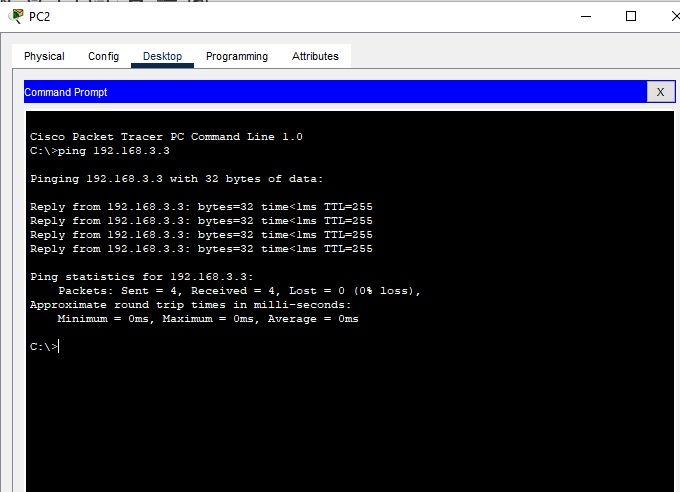 PC2
Physical Config Desktop Programming Attributes
Command Prompt X
Cisco Packet Tracer PC Command Line 1.0
C:\>ping 192.168.3.3
Pinging 192.168.3.3 with 32 bytes of data:
Reply from 192.168.3.3: bytes=32 time<1ms TTL=255
Reply from 192.168.3.3: bytes=32 time<1ms TTL=255
Reply from 192.168.3.3: bytes=32 time<1ms TTL=255
Reply from 192.168.3.3: bytes=32 time<1ms TTL=255
Ping statistics for 192.168.3.3:
Packets: Sent = 4, Received = 4, Lost = 0 (0% loss),
Approximate round trip times in milli-seconds:
Minimum = 0ms, Maximum = 0ms, Average = 0ms
C:\>